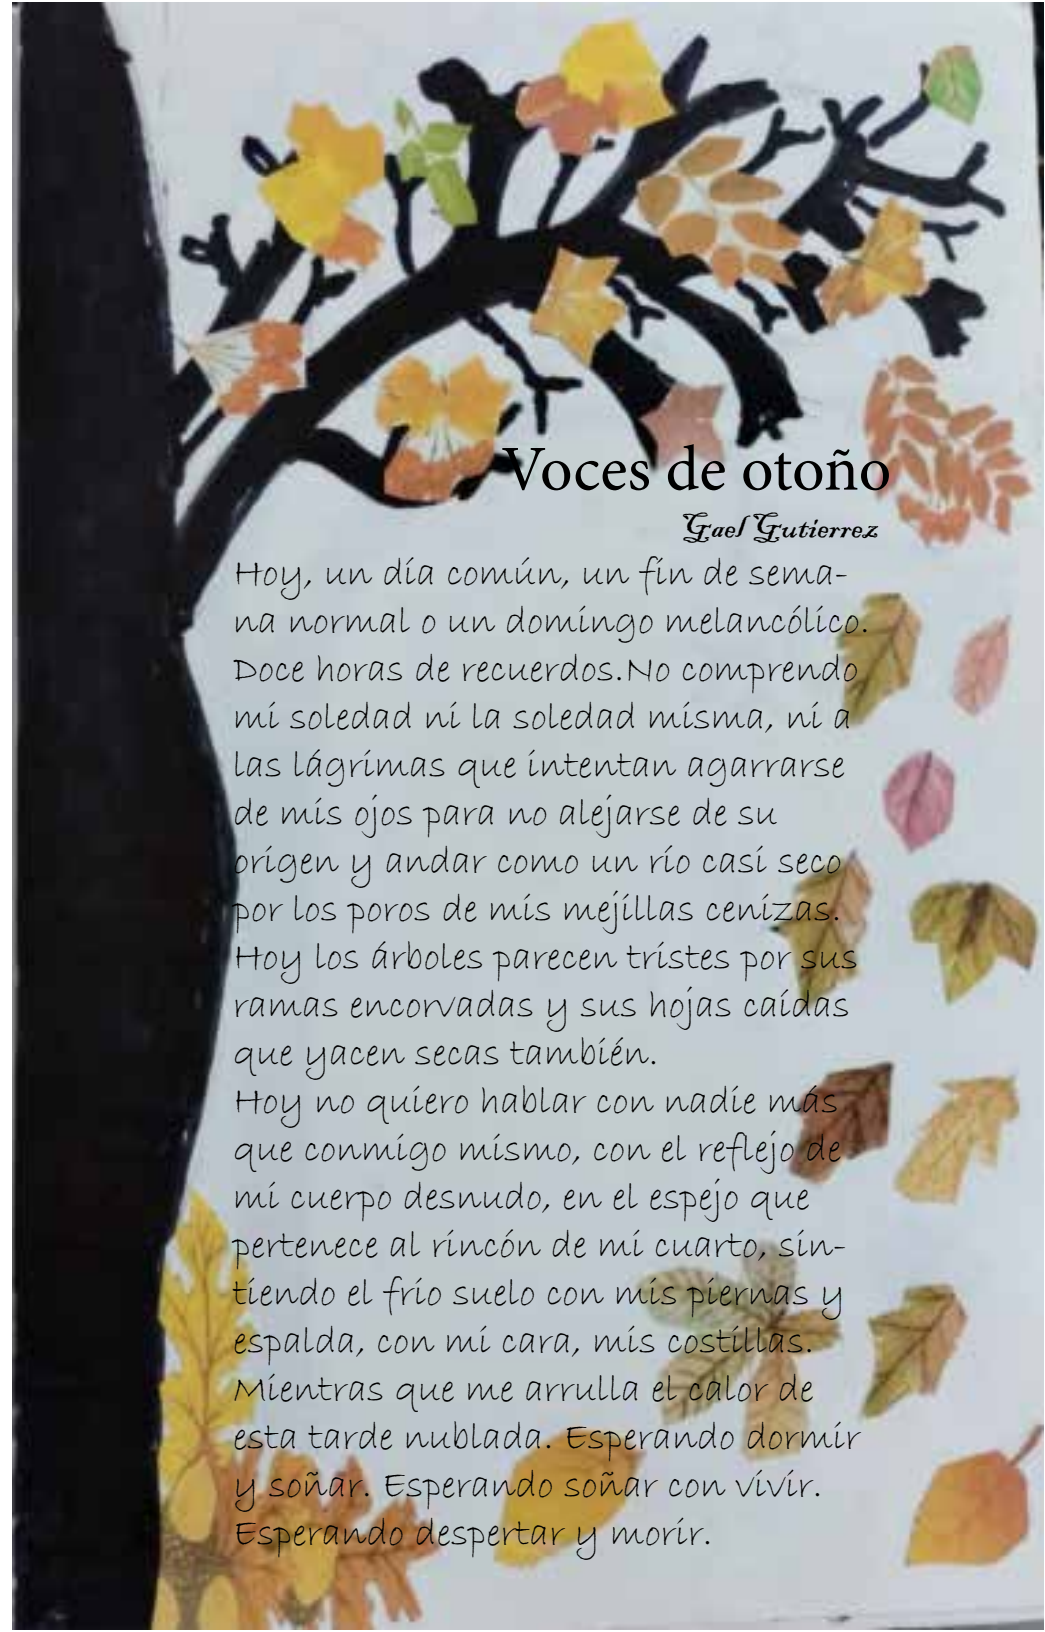 Voces de otoño
Gael Gutierrez
Hoy, un día común, un fin de sema-
na normal o un domingo melancólico.
Doce horas de recuerdos.No comprendo
mi soledad ni la soledad misma, ni a
las lágrimas que intentan agarrarse
de mis ojos para no alejarse de su
origen y andar como un río casi seco
por los poros de mis mejillas cenizas.
Hoy los árboles parecen tristes por sus
ramas encorvadas y sus hojas caídas
que yacen secas también.
Hoy no quiero hablar con nadie más
que conmigo mismo, con el reflejo de
mi cuerpo desnudo, en el espejo que
pertenece al rincón de mi cuarto, sin-
tiendo el frío suelo con mis piernas y
espalda, con mi cara, mis costillas.
Mientras que me arrulla el calor de
esta tarde nublada. Esperando dormir
y soñar. Esperando soñar con vivir.
Esperando despertar y morir.